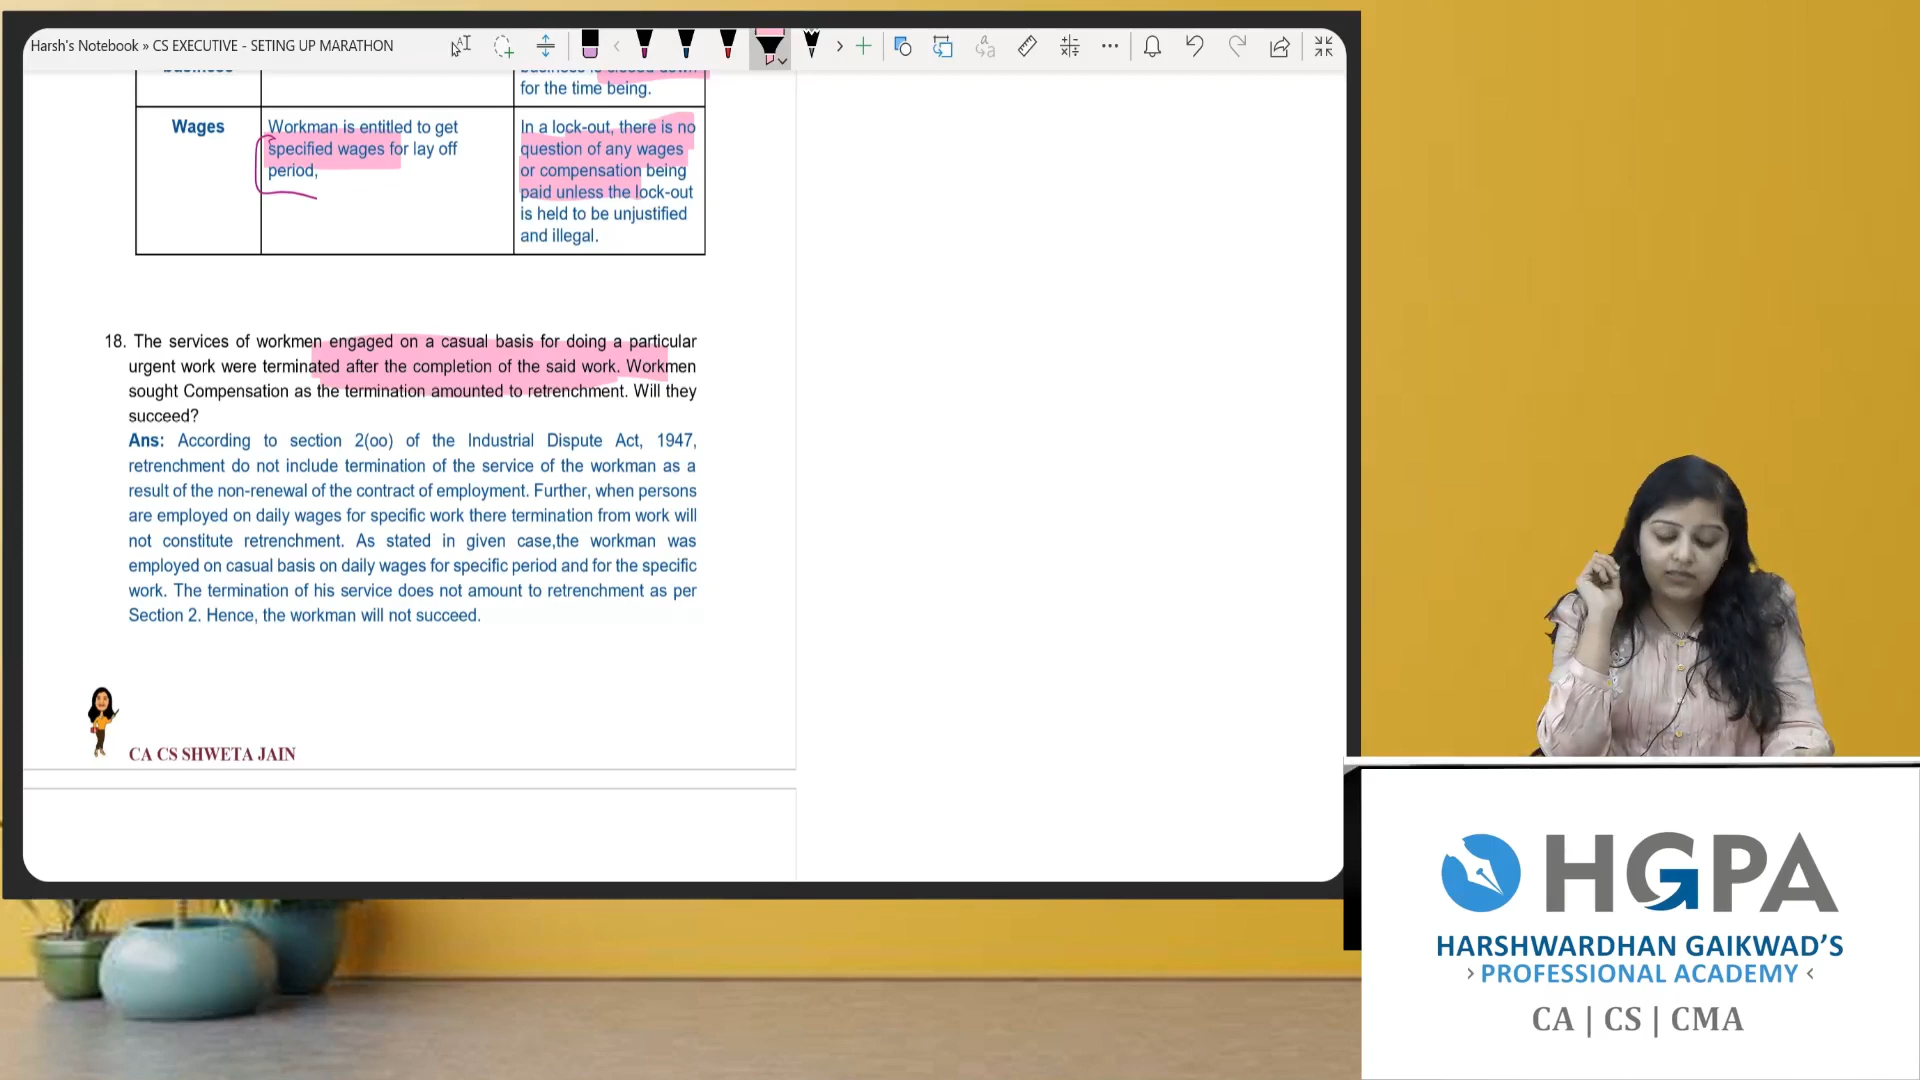 Harsh's Notebook » CS EXECUTIVE - SETING UP MARATHON
business is closed down
for the time being.
Wages
Workman is entitled to get
specified wages for lay off
period,
In a lock-out, there is no
question of any wages
or compensation being
paid unless the lock-out
is held to be unjustified
and illegal.
18. The services of workmen engaged on a casual basis for doing a particular
urgent work were terminated after the completion of the said work. Workmen
sought Compensation as the termination amounted to retrenchment. Will they
succeed?
Ans: According to section 2(oo) of the Industrial Dispute Act, 1947,
retrenchment do not include termination of the service of the workman as a
result of the non-renewal of the contract of employment. Further, when persons
are employed on daily wages for specific work there termination from work will
not constitute retrenchment. As stated in given case,the workman was
employed on casual basis on daily wages for specific period and for the specific
work. The termination of his service does not amount to retrenchment as per
Section 2. Hence, the workman will not succeed.
CA CS SHWETA JAIN
HGPA
HARSHWARDHAN GAIKWAD'S
› PROFESSIONAL ACADEMY ‹
CA | CS | CMA